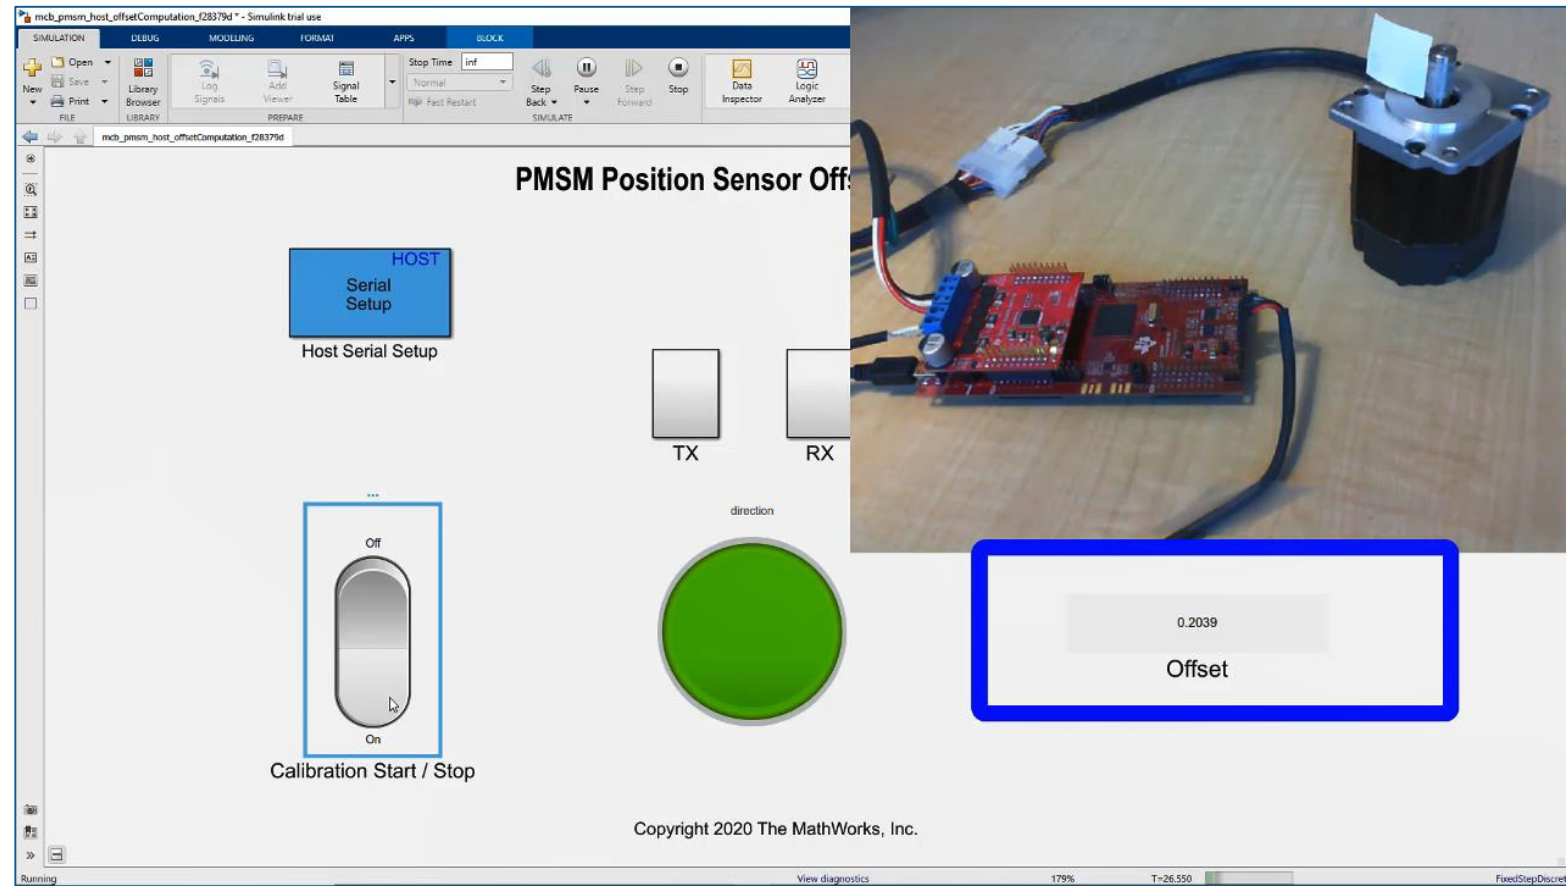 mcb_pmsm_host_offsetComputation_f28379d * - Simulink trial use
SIMULATION DEBUG MODELING FORMAT APPS BLOCK
New
Open
Save
Print
FILE
Library
Browser
LIBRARY
Log
Signals
Add
Viewer
Signal
Table
PREPARE
Stop Time inf
Normal
Fast Restart
Step
Back
Pause
Step
Forward
Stop
SIMULATE
Data
Inspector
Logic
Analyzer
mcb_pmsm_host_offsetComputation_f28379d
PMSM Position Sensor Offs
HOST
Serial
Setup
Host Serial Setup
TX
RX
Off
On
Calibration Start / Stop
direction
0.2039
Offset
Copyright 2020 The MathWorks, Inc.
Running
View diagnostics
179%
T=26.550
FixedStepDiscret